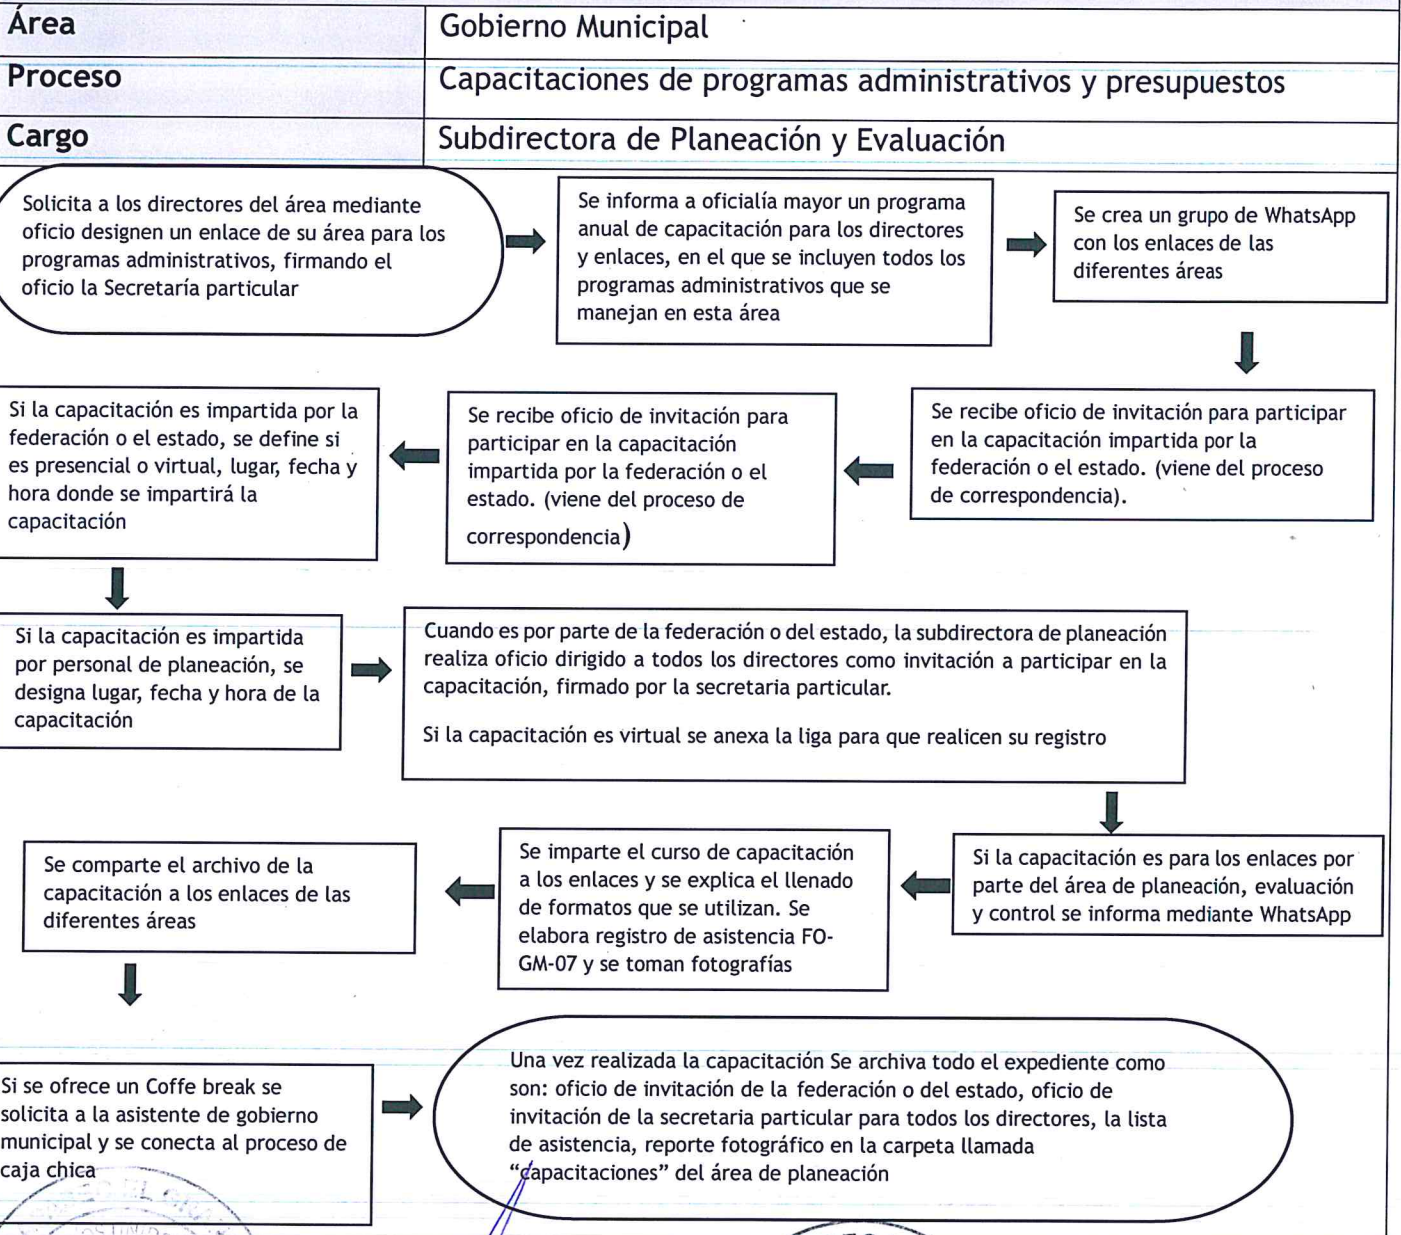 Área
Gobierno Municipal
Proceso
Capacitaciones de programas administrativos y presupuestos
Cargo
Subdirectora de Planeación y Evaluación
Solicita a los directores del área mediante
oficio designen un enlace de su área para los
programas administrativos, firmando el
oficio la Secretaría particular
Se informa a oficialía mayor un programa
anual de capacitación para los directores
y enlaces, en el que se incluyen todos los
programas administrativos que se
manejan en esta área
Se crea un grupo de WhatsApp
con los enlaces de las
diferentes áreas
Se recibe oficio de invitación para participar
en la capacitación impartida por la
federación o el estado. (viene del proceso
de correspondencia).
Se recibe oficio de invitación para
participar en la capacitación
impartida por la federación o el
estado. (viene del proceso de
correspondencia)
Si la capacitación es impartida por la
federación o el estado, se define si
es presencial o virtual, lugar, fecha y
hora donde se impartirá la
capacitación
Si la capacitación es impartida
por personal de planeación, se
designa lugar, fecha y hora de la
capacitación
Cuando es por parte de la federación o del estado, la subdirectora de planeación
realiza oficio dirigido a todos los directores como invitación a participar en la
capacitación, firmado por la secretaria particular.
Si la capacitación es virtual se anexa la liga para que realicen su registro
Si la capacitación es para los enlaces por
parte del área de planeación, evaluación
y control se informa mediante WhatsApp
Se imparte el curso de capacitación
a los enlaces y se explica el llenado
de formatos que se utilizan. Se
elabora registro de asistencia FO-
GM-07 y se toman fotografías
Se comparte el archivo de la
capacitación a los enlaces de las
diferentes áreas
Si se ofrece un Coffe break se
solicita a la asistente de gobierno
municipal y se conecta al proceso de
caja chica
Una vez realizada la capacitación Se archiva todo el expediente como
son: oficio de invitación de la federación o del estado, oficio de
invitación de la secretaria particular para todos los directores, la lista
de asistencia, reporte fotográfico en la carpeta llamada
“capacitaciones” del área de planeación